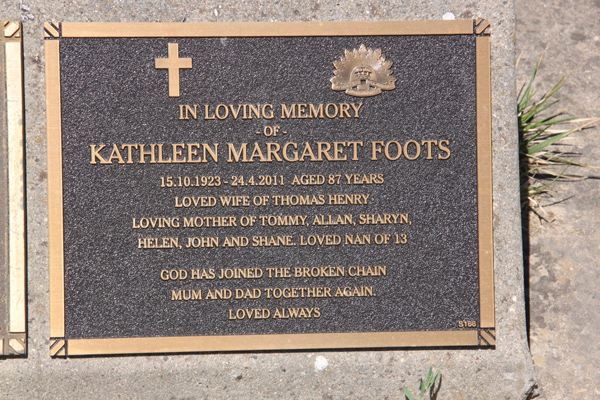 IN LOVING MEMORY
- OF -
KATHLEEN MARGARET FOOTS
15.10.1923 - 24.4.2011 AGED 87 YEARS
LOVED WIFE OF THOMAS HENRY
LOVING MOTHER OF TOMMY, ALLAN, SHARYN,
HELEN, JOHN AND SHANE. LOVED NAN OF 13
GOD HAS JOINED THE BROKEN CHAIN
MUM AND DAD TOGETHER AGAIN.
LOVED ALWAYS